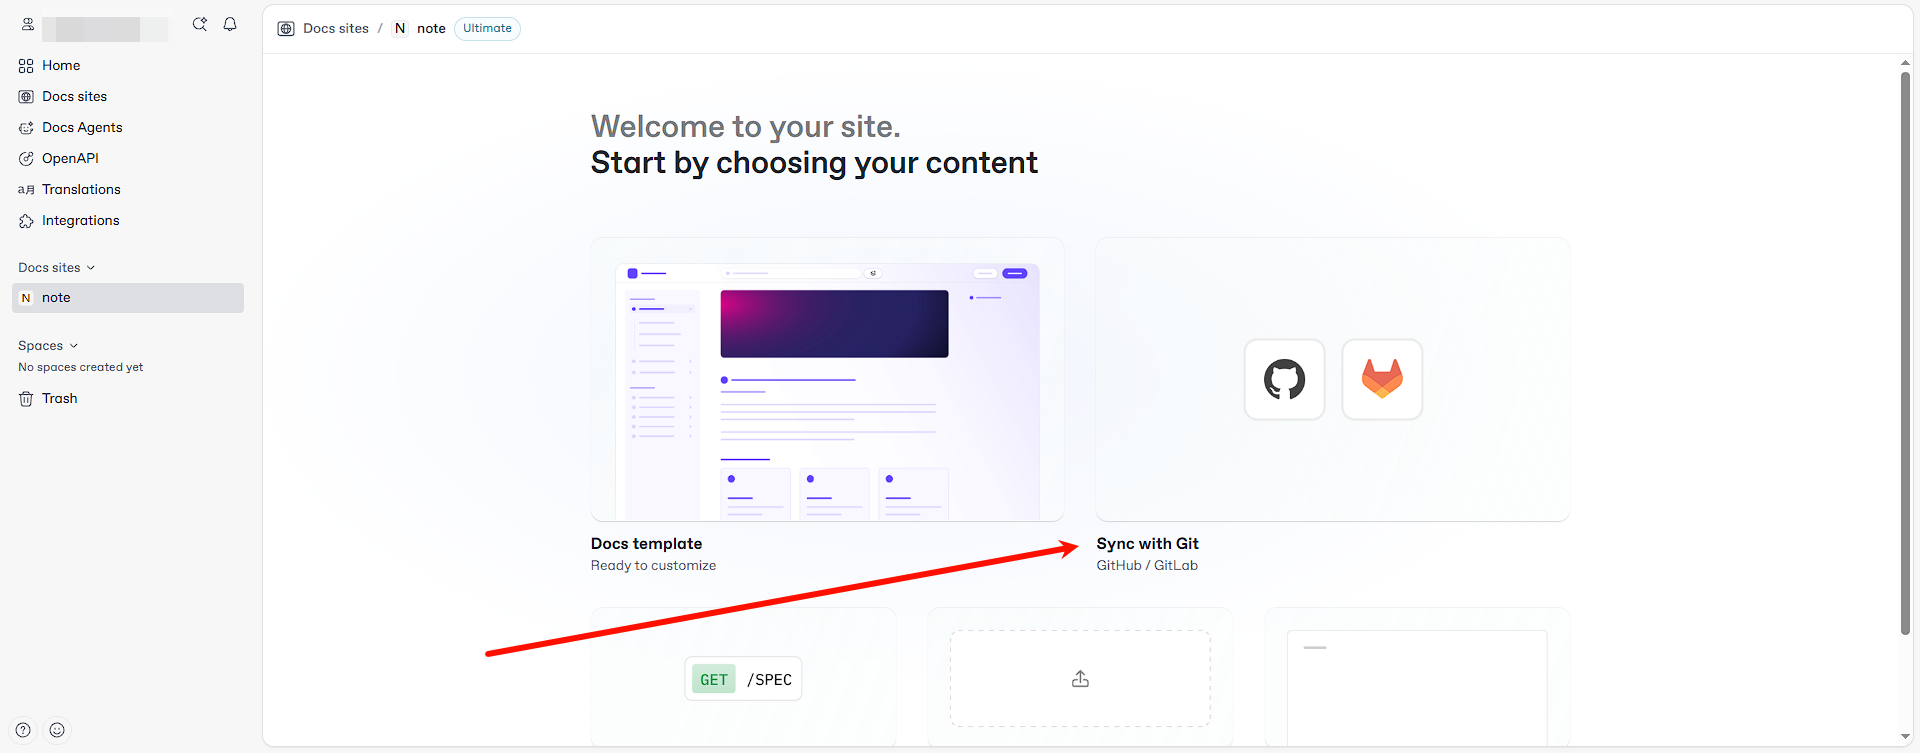 Docs sites / N note Ultimate
Home
Docs sites
Docs Agents
OpenAPI
Translations
Integrations
Docs sites
N note
Spaces
No spaces created yet
Trash
Welcome to your site.
Start by choosing your content
Docs template
Ready to customize
Sync with Git
GitHub / GitLab
GET /SPEC